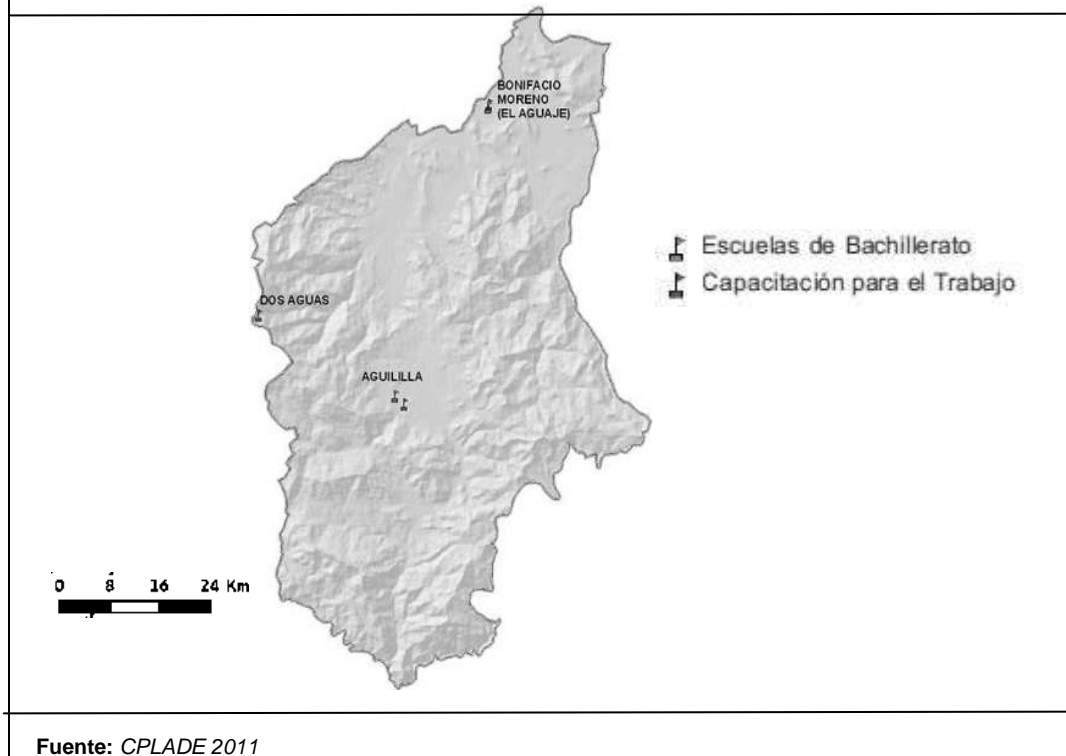 BONIFACIO
MORENO
(EL AGUAJE)
Escuelas de Bachillerato
Capacitación para el Trabajo
DOS AGUAS
AGUILILLA
0 8 16 24 Km
Fuente: CPLADE 2011